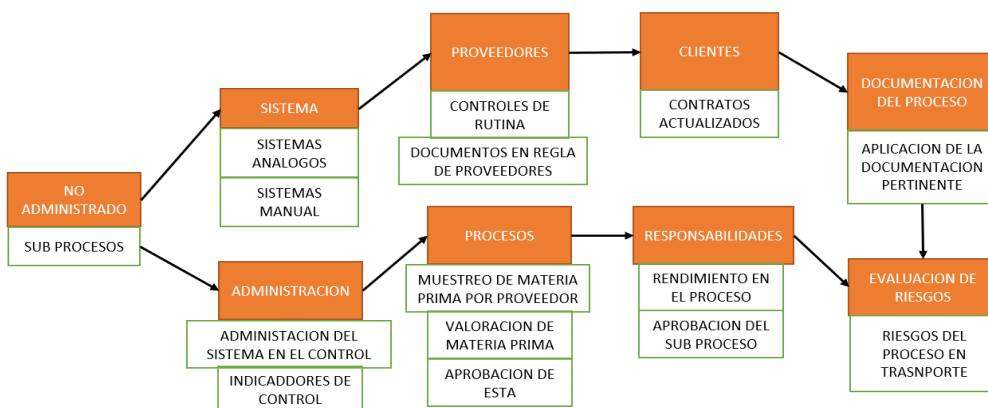 NO
ADMINISTRADO
SUB PROCESOS
SISTEMA
SISTEMAS
ANALOGOS
SISTEMAS
MANUAL
PROVEEDORES
CONTROLES DE
RUTINA
DOCUMENTOS EN REGLA
DE PROVEEDORES
CLIENTES
CONTRATOS
ACTUALIZADOS
DOCUMENTACION
DEL PROCESO
APLICACION DE LA
DOCUMENTACION
PERTINENTE
ADMINISTRACION
ADMINISTACION DEL
SISTEMA EN EL CONTROL
INDICADDORES DE
CONTROL
PROCESOS
MUESTREO DE MATERIA
PRIMA POR PROVEEDOR
VALORACION DE
MATERIA PRIMA
APROBACION DE
ESTA
RESPONSABILIDADES
RENDIMIENTO EN
EL PROCESO
APROBACION DEL
SUB PROCESO
EVALUACION DE
RIESGOS
RIESGOS DEL
PROCESO EN
TRASNPORTE